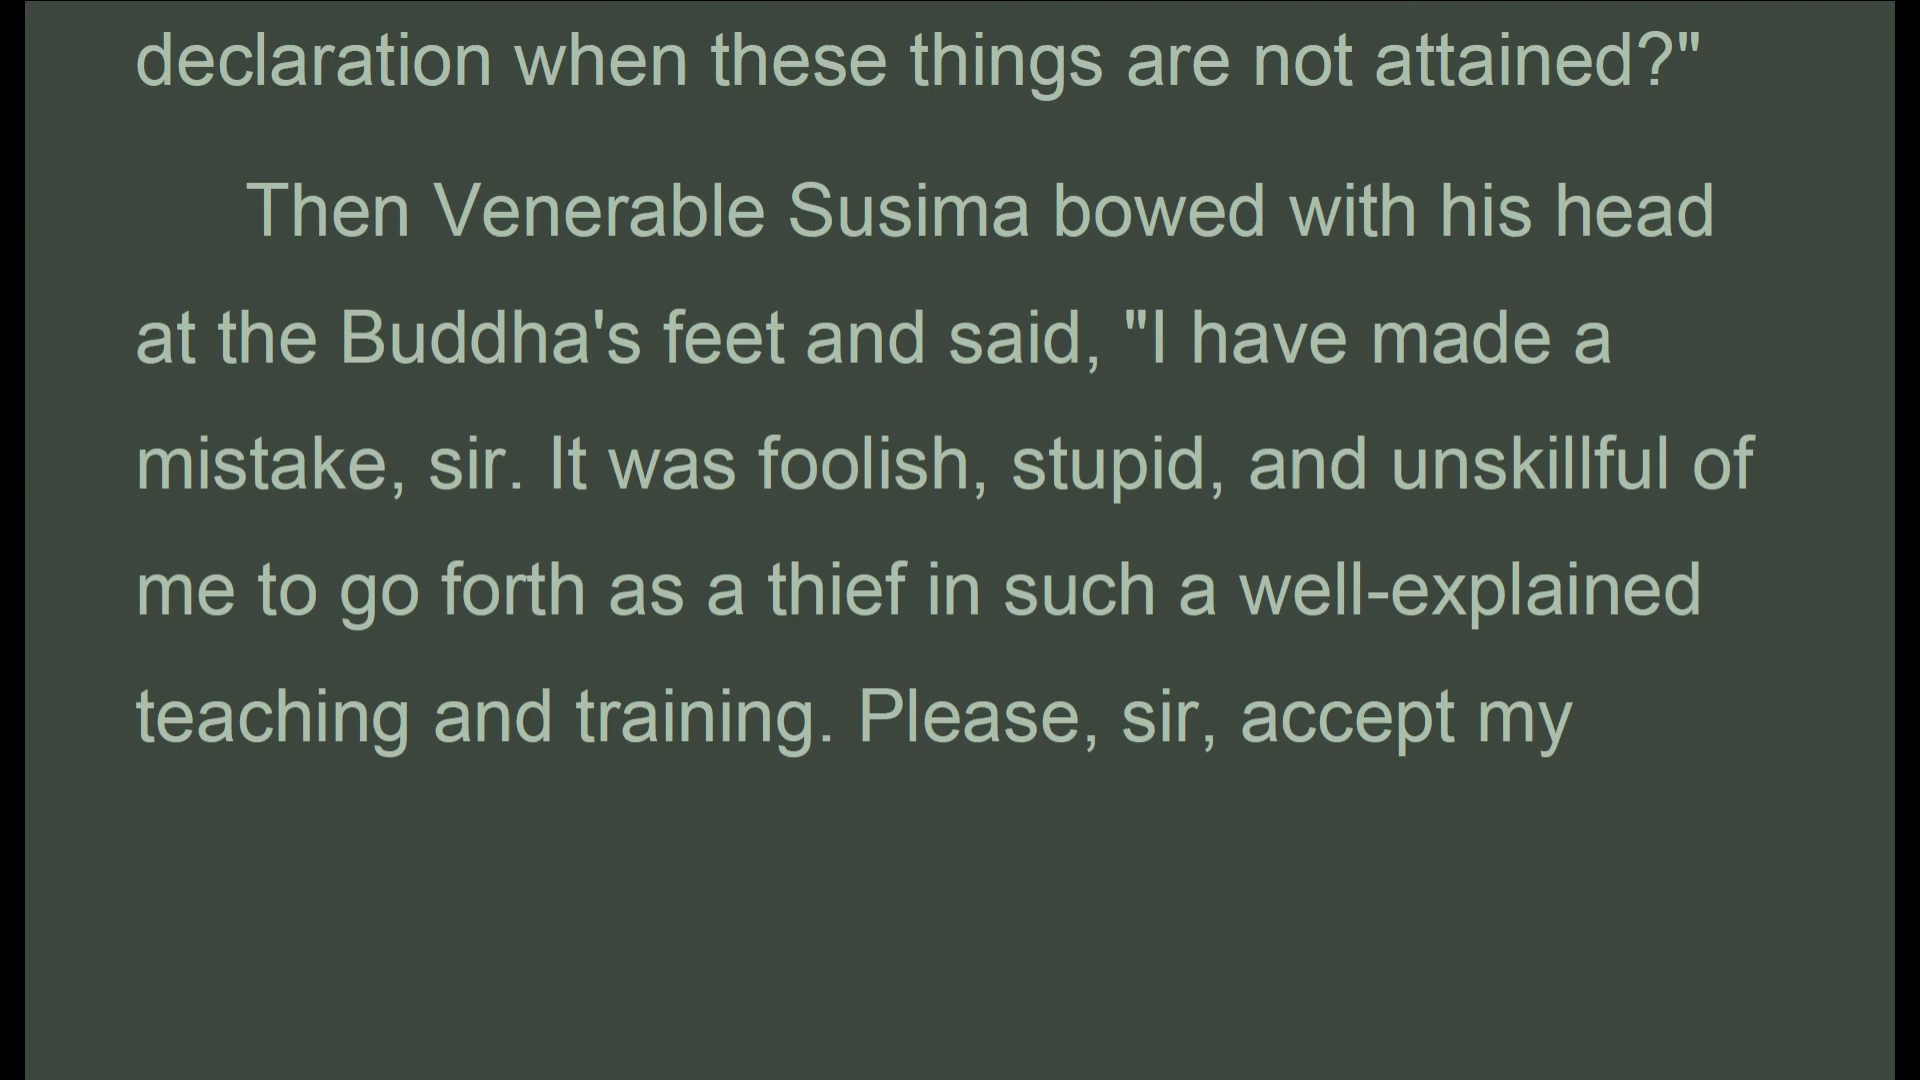 declaration when these things are not attained?"
Then Venerable Susima bowed with his head
at the Buddha's feet and said, "I have made a
mistake, sir. It was foolish, stupid, and unskillful of
me to go forth as a thief in such a well-explained
teaching and training. Please, sir, accept my